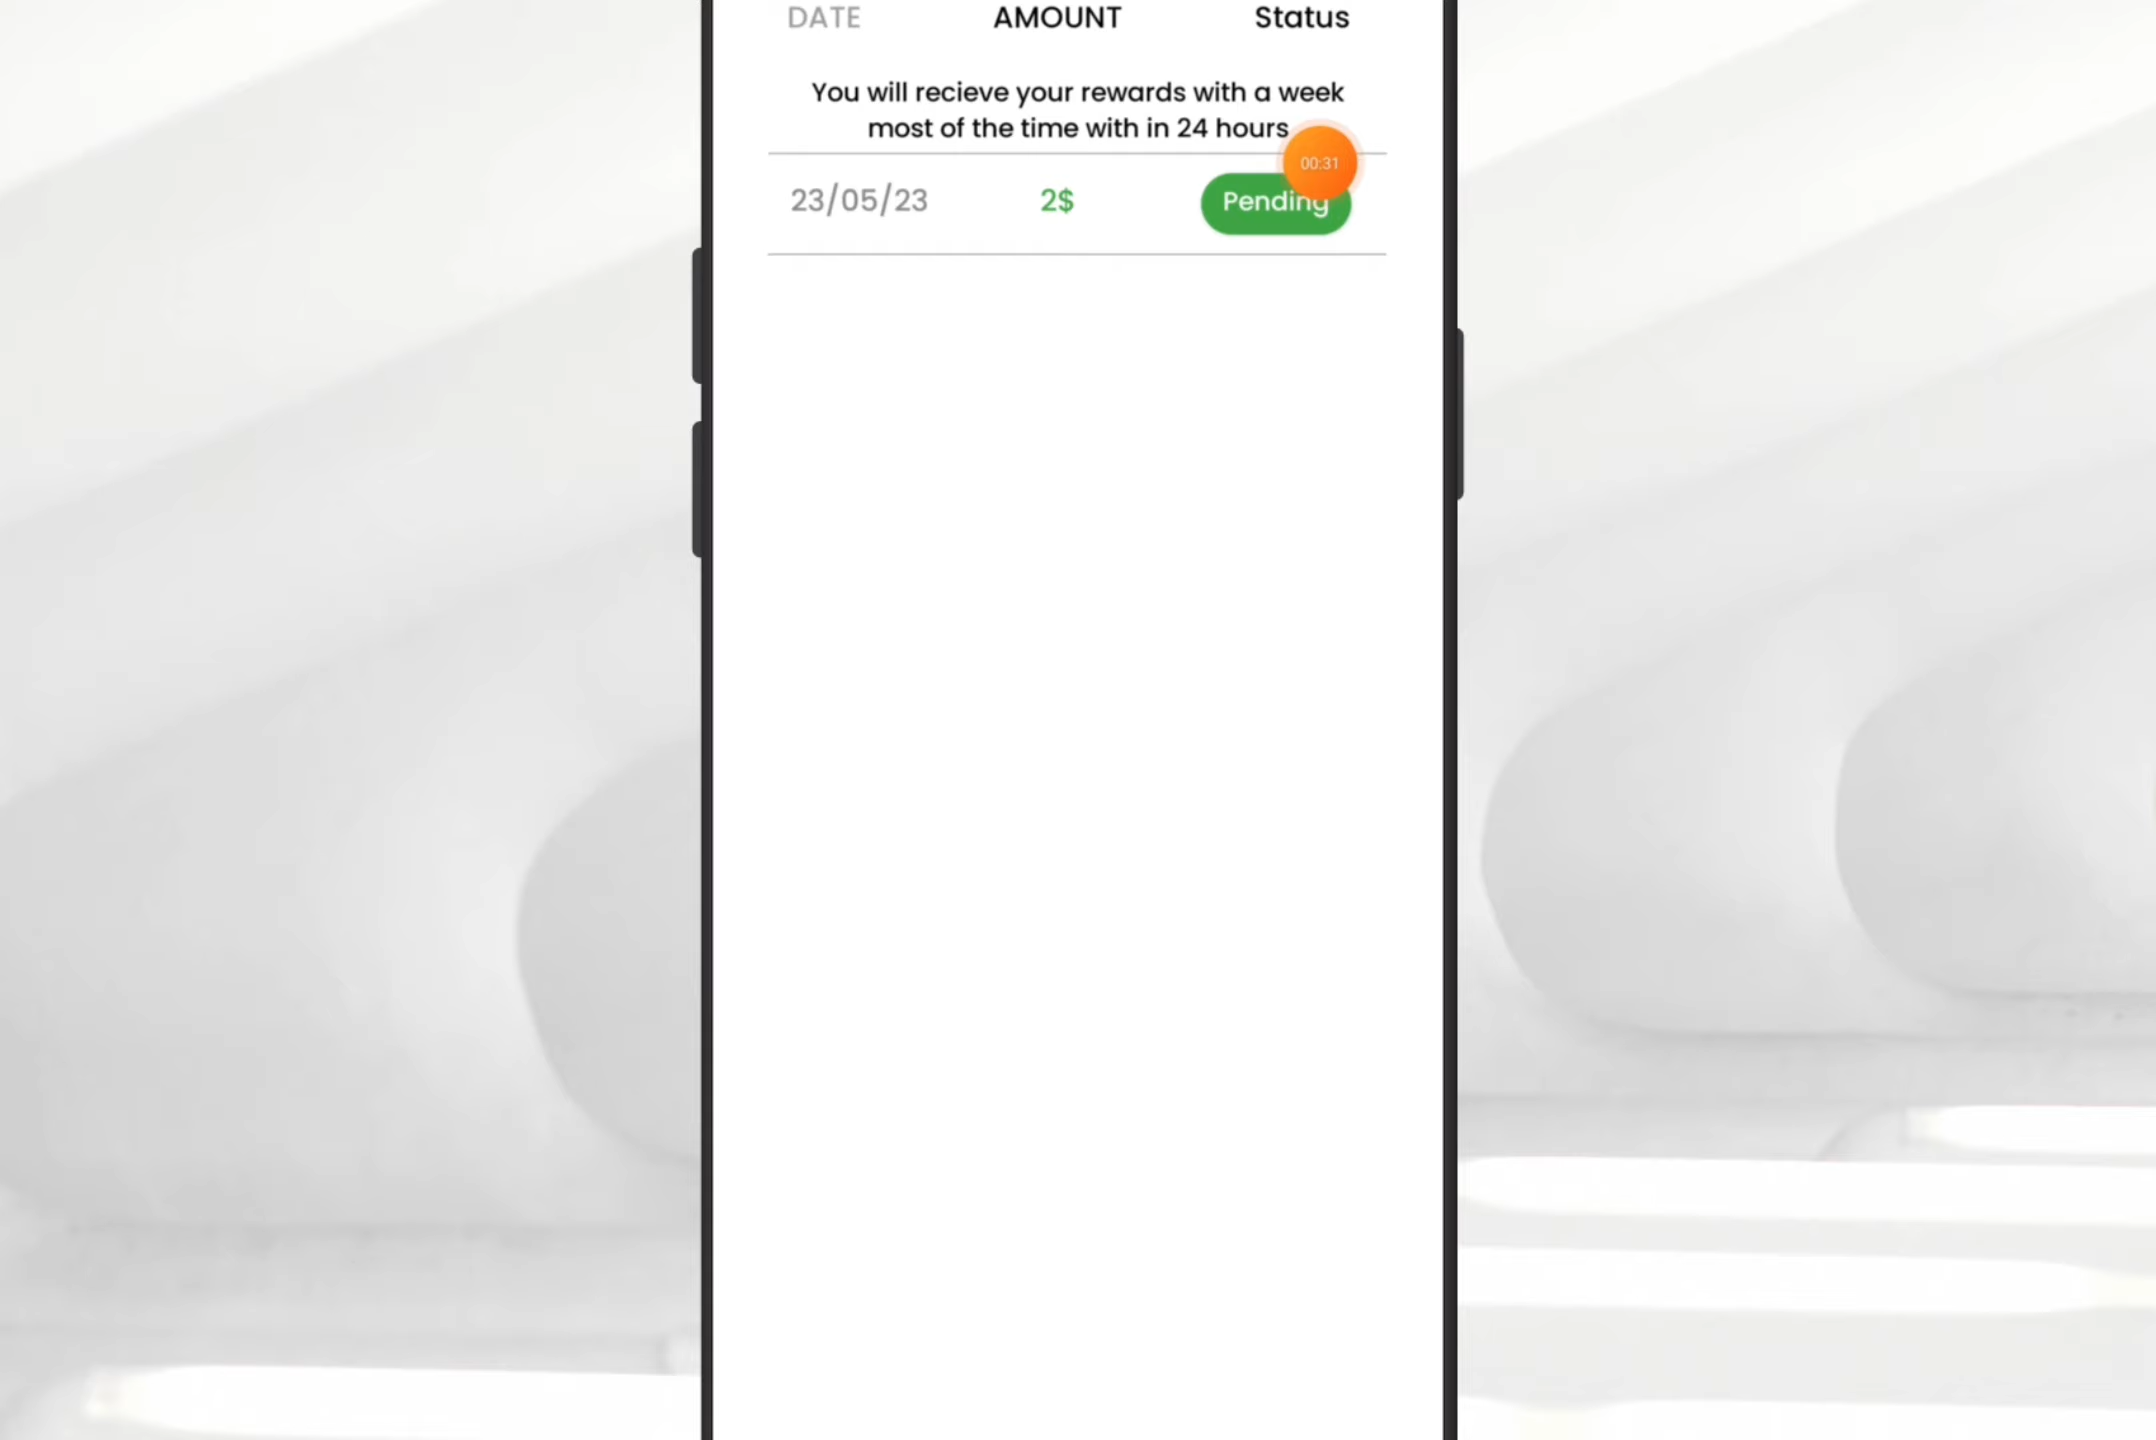 DATE AMOUNT Status
You will recieve your rewards with a week
most of the time with in 24 hours
00:31
23/05/23 2$ Pending